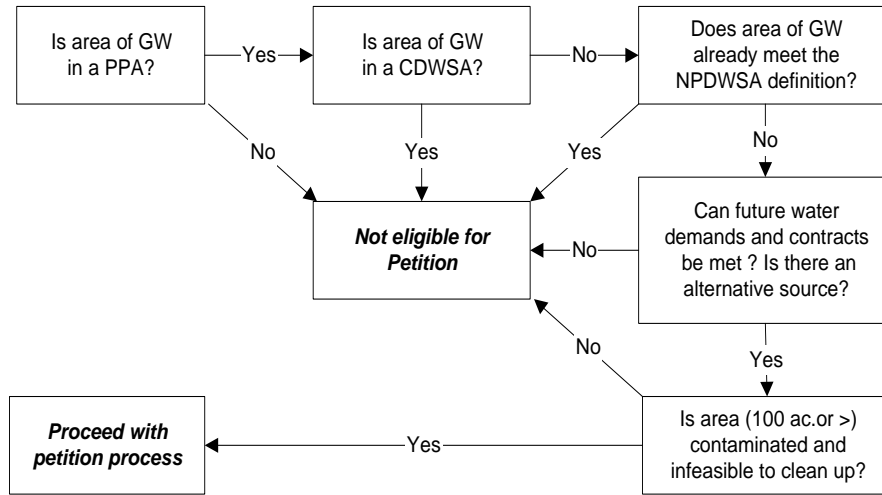 Is area of GW
in a PPA?
Yes
Is area of GW
in a CDWSA?
No
Does area of GW
already meet the
NPDWSA definition?
No
Yes
Yes
No
Not eligible for
Petition
No
Can future water
demands and contracts
be met ? Is there an
alternative source?
No
Yes
Proceed with
petition process
Yes
Is area (100 ac.or >)
contaminated and
infeasible to clean up?